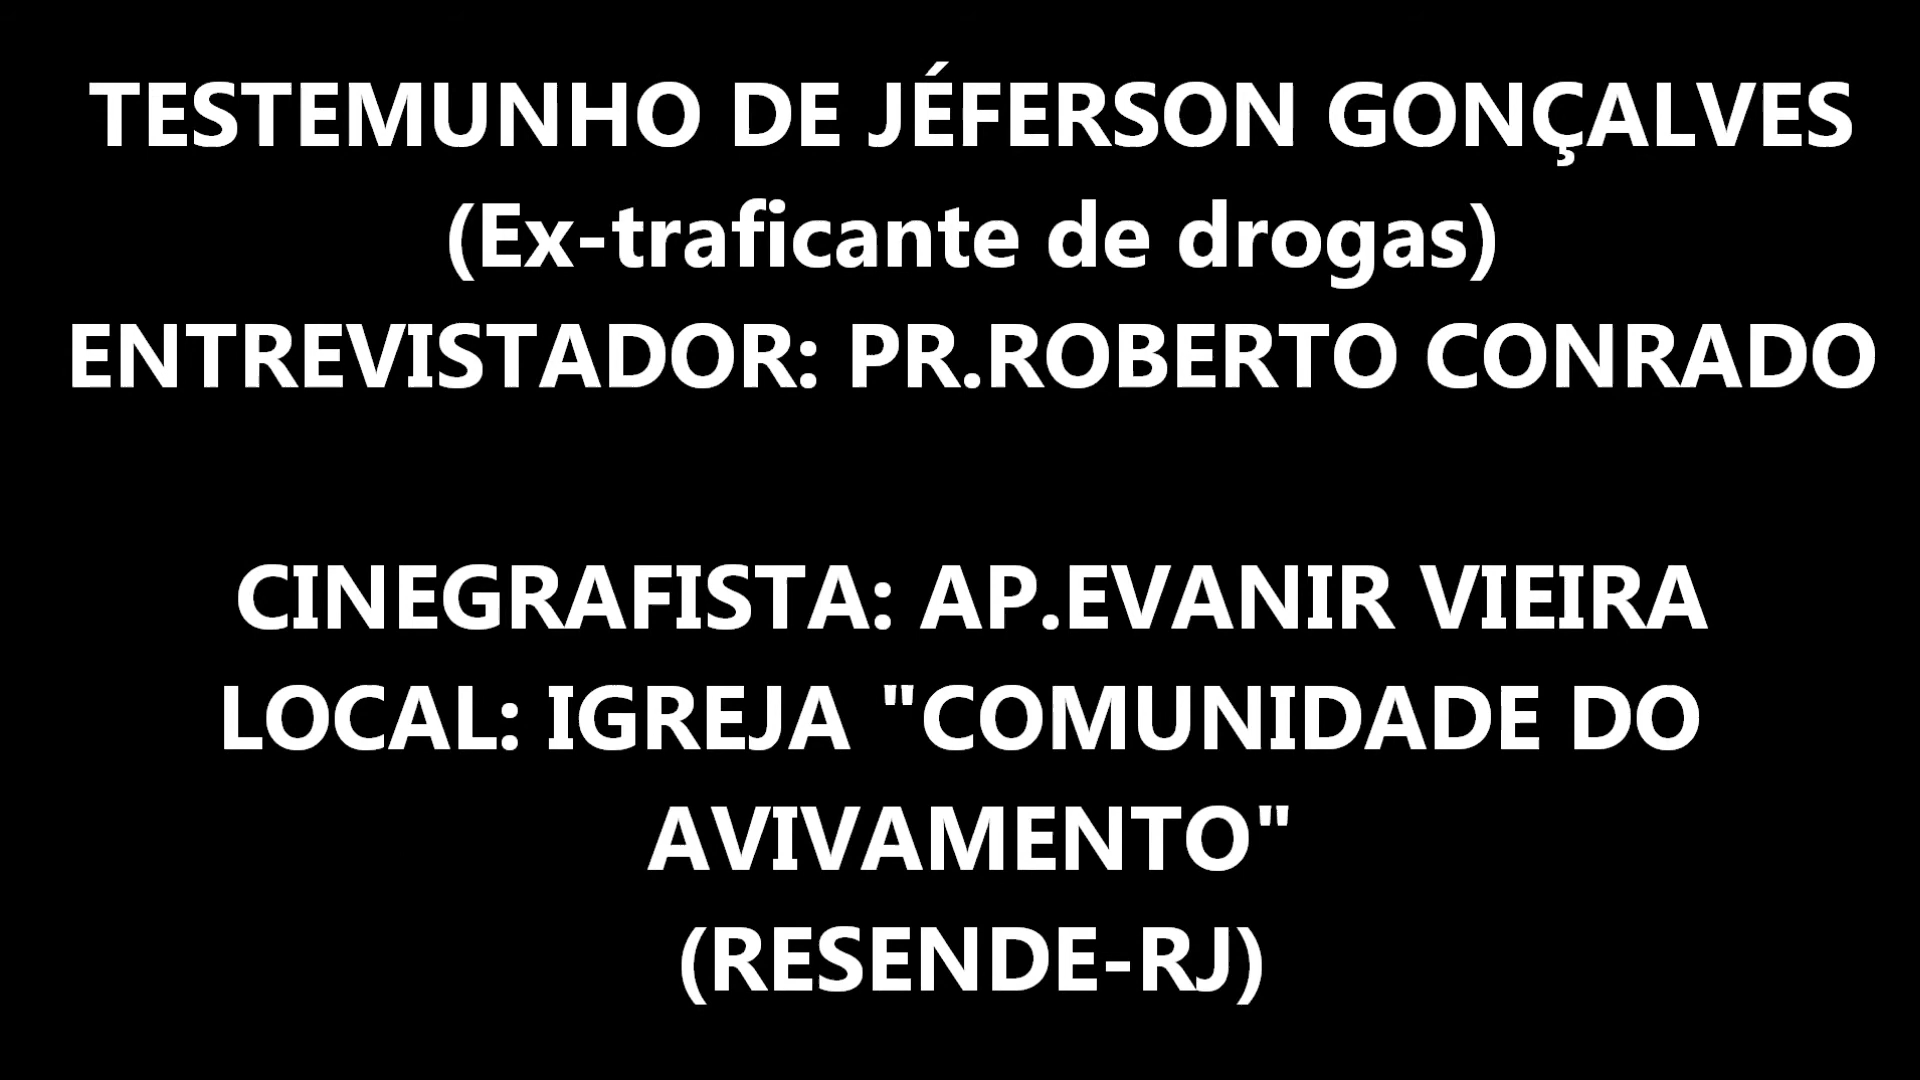 TESTEMUNHO DE JÉFERSON GONÇALVES
(Ex-traficante de drogas)
ENTREVISTADOR: PR.ROBERTO CONRADO
CINEGRAFISTA: AP.EVANIR VIEIRA
LOCAL: IGREJA "COMUNIDADE DO
AVIVAMENTO"
(RESENDE-RJ)